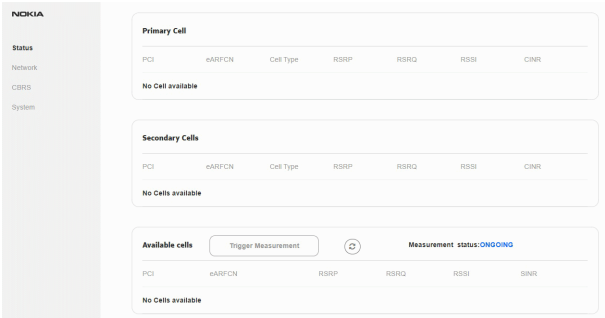 NOKIA
Status
Network
CBRS
System
Primary Cell
PCI eARFCN Cell Type RSRP RSRQ RSSI CINR
No Cell available
Secondary Cells
PCI eARFCN Cell Type RSRP RSRQ RSSI CINR
No Cells available
Available cells Trigger Measurement Measurement status:ONGOING
PCI eARFCN RSRP RSRQ RSSI SINR
No Cells available